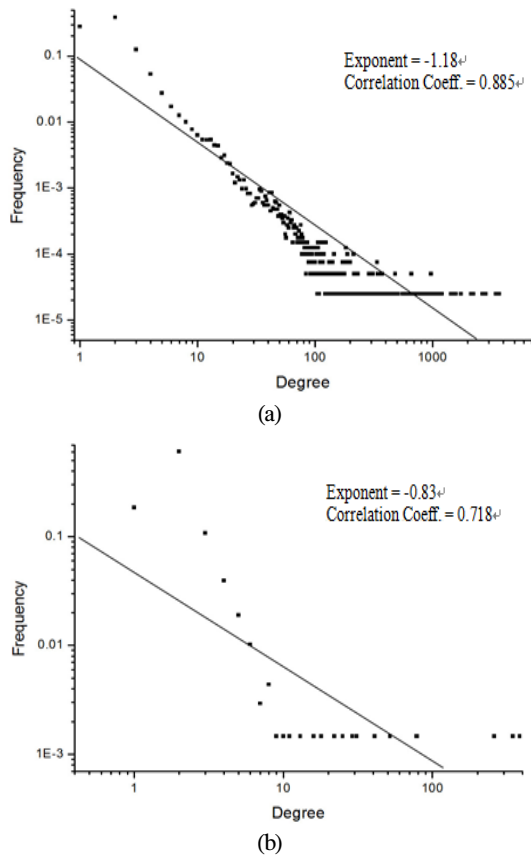 0.1
0.01
1E-3
1E-4
1E-5
Frequency
Exponent = -1.18↵
Correlation Coeff. = 0.885↵
1 10 100 1000
Degree
(a)
0.1
0.01
1E-3
Frequency
Exponent = -0.83↵
Correlation Coeff. = 0.718↵
1 10 100
Degree
(b)